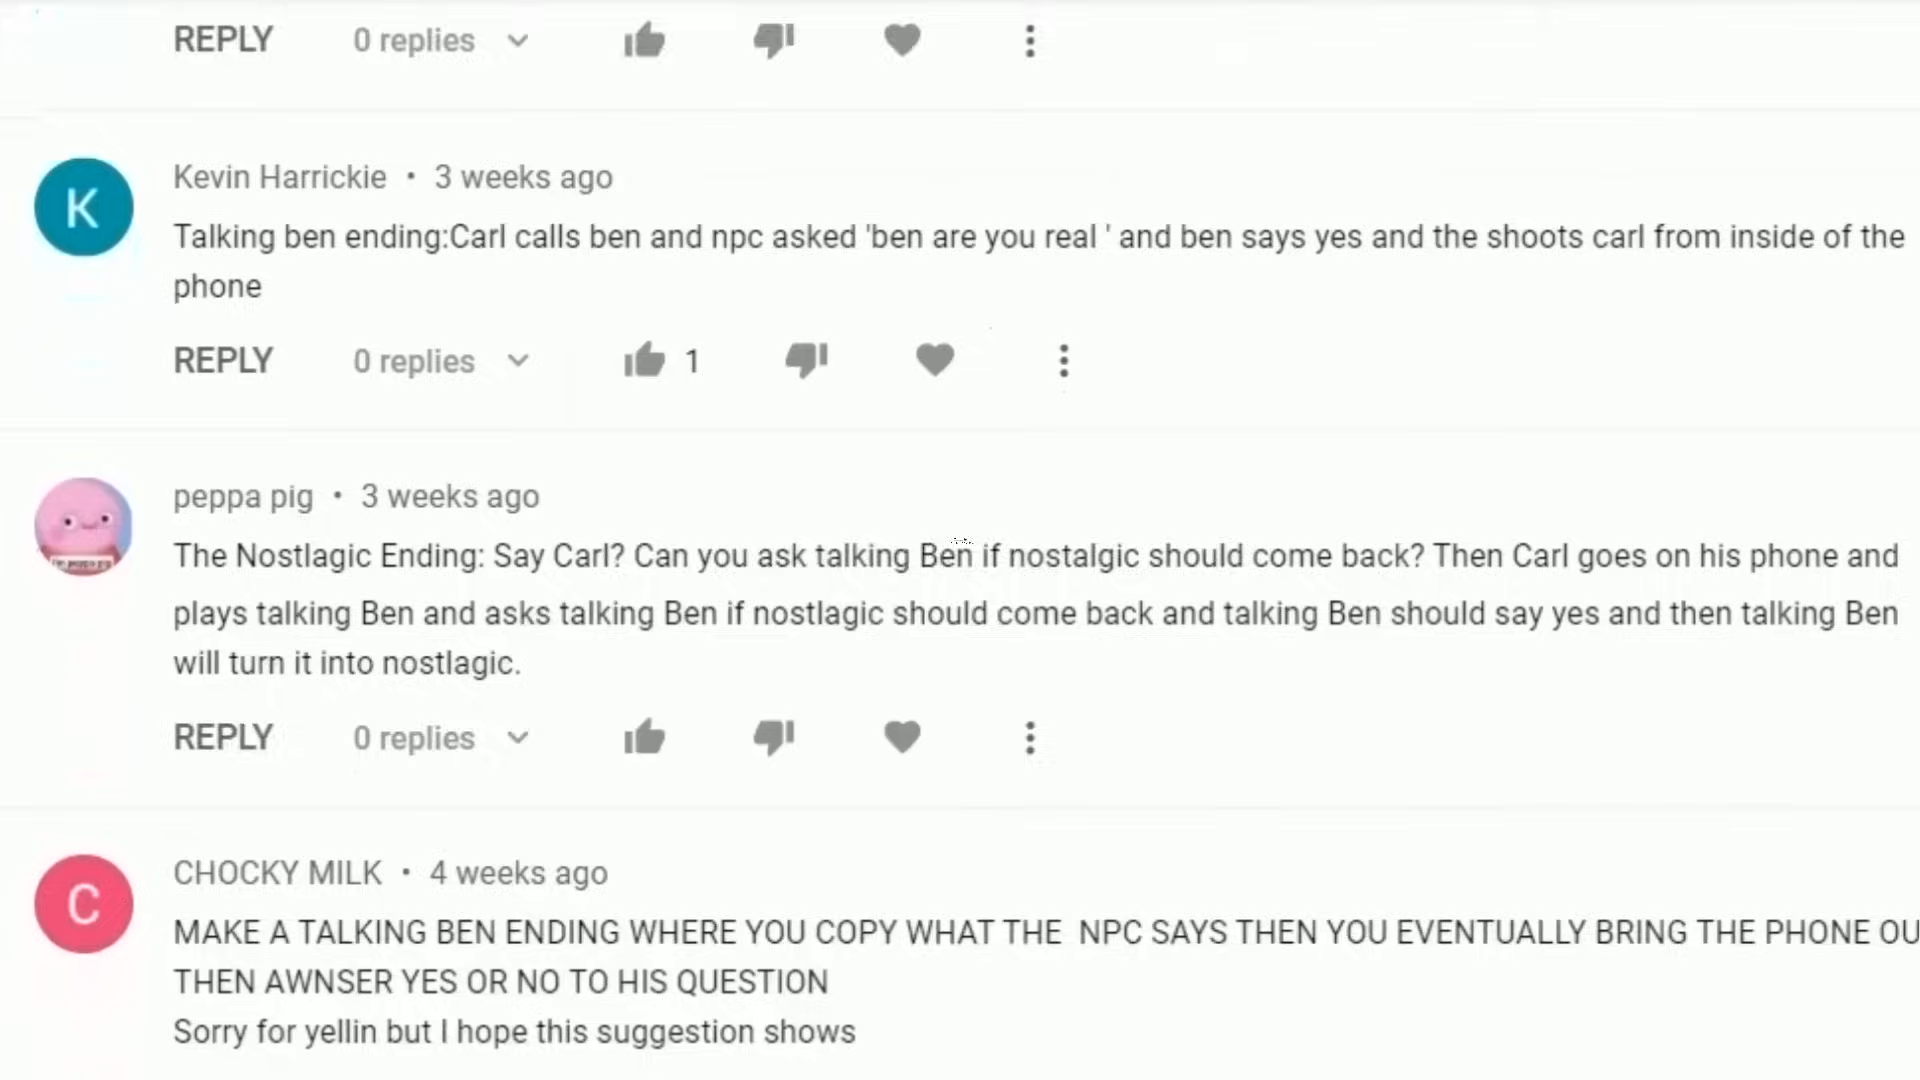 REPLY 0 replies
K
Kevin Harrickie • 3 weeks ago
Talking ben ending:Carl calls ben and npc asked 'ben are you real ' and ben says yes and the shoots carl from inside of the
phone
REPLY 0 replies 1
peppa pig • 3 weeks ago
The Nostlagic Ending: Say Carl? Can you ask talking Ben if nostalgic should come back? Then Carl goes on his phone and
plays talking Ben and asks talking Ben if nostlagic should come back and talking Ben should say yes and then talking Ben
will turn it into nostlagic.
REPLY 0 replies
C
CHOCKY MILK • 4 weeks ago
MAKE A TALKING BEN ENDING WHERE YOU COPY WHAT THE  NPC SAYS THEN YOU EVENTUALLY BRING THE PHONE OU
THEN AWNSER YES OR NO TO HIS QUESTION
Sorry for yellin but I hope this suggestion shows